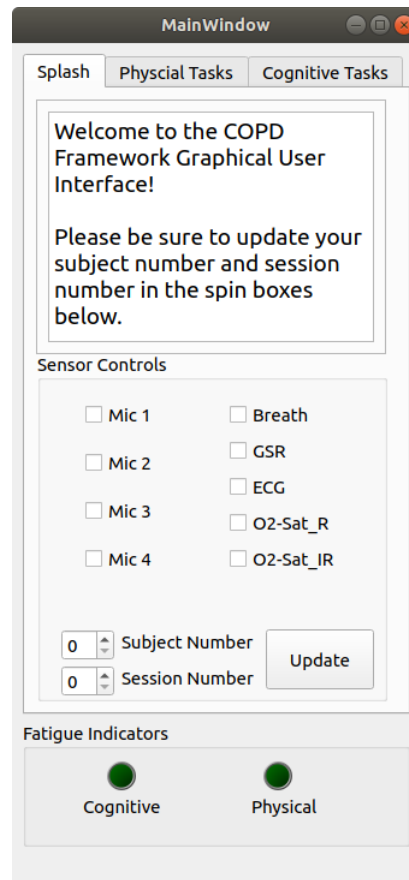 MainWindow
Splash Physcial Tasks Cognitive Tasks
Welcome to the COPD
Framework Graphical User
Interface!
Please be sure to update your
subject number and session
number in the spin boxes
below.
Sensor Controls
Mic 1
Mic 2
Mic 3
Mic 4
Breath
GSR
ECG
O2-Sat_R
O2-Sat_IR
0 Subject Number
0 Session Number
Update
Fatigue Indicators
Cognitive Physical